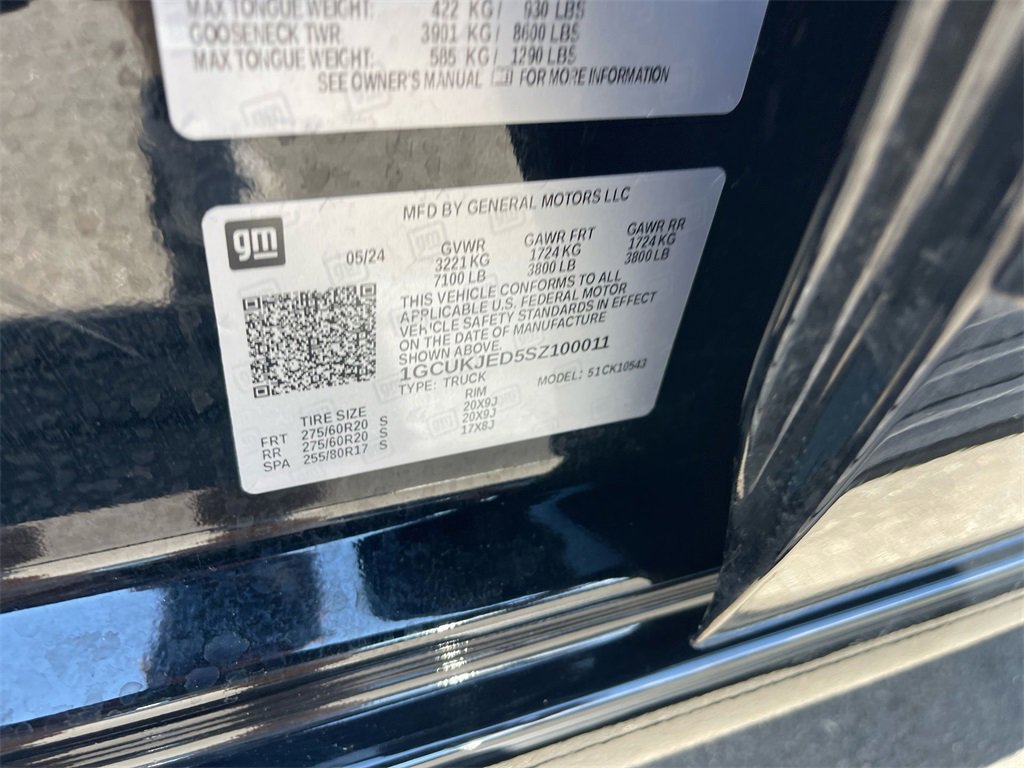 MAX TONGUE WEIGHT: 422 KG / 930 LBS
GOOSENECK TWR 3901 KG / 8600 LBS
MAX TONGUE WEIGHT: 585 KG / 1290 LBS
SEE OWNER'S MANUAL FOR MORE INFORMATION
gm
MFD BY GENERAL MOTORS LLC
05/24 GVWR GAWR FRT GAWR RR
3221 KG 1724 KG 1724 KG
7100 LB 3800 LB 3800 LB
THIS VEHICLE CONFORMS TO ALL
APPLICABLE U.S. FEDERAL MOTOR
VEHICLE SAFETY STANDARDS IN EFFECT
ON THE DATE OF MANUFACTURE
SHOWN ABOVE.
1GCUKJED5SZ100011
TYPE: TRUCK MODEL: 51CK10543
TIRE SIZE RIM
FRT 275/60R20 S 20X9J
RR 275/60R20 S 20X9J
SPA 255/80R17 S 17X8J